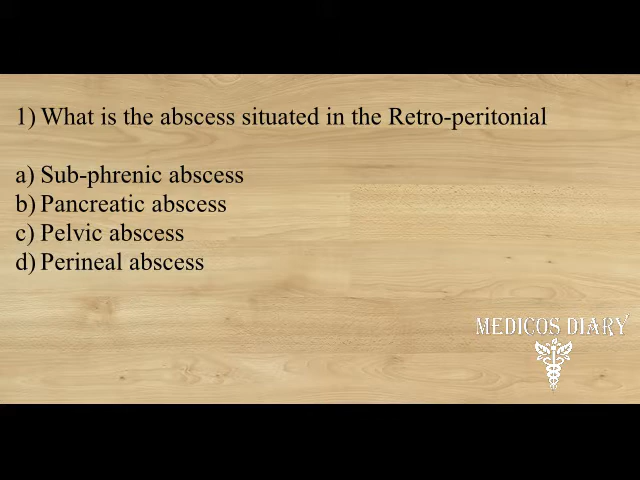 1) What is the abscess situated in the Retro-peritonial
a) Sub-phrenic abscess
b) Pancreatic abscess
c) Pelvic abscess
d) Perineal abscess
MEDICOS DIARY